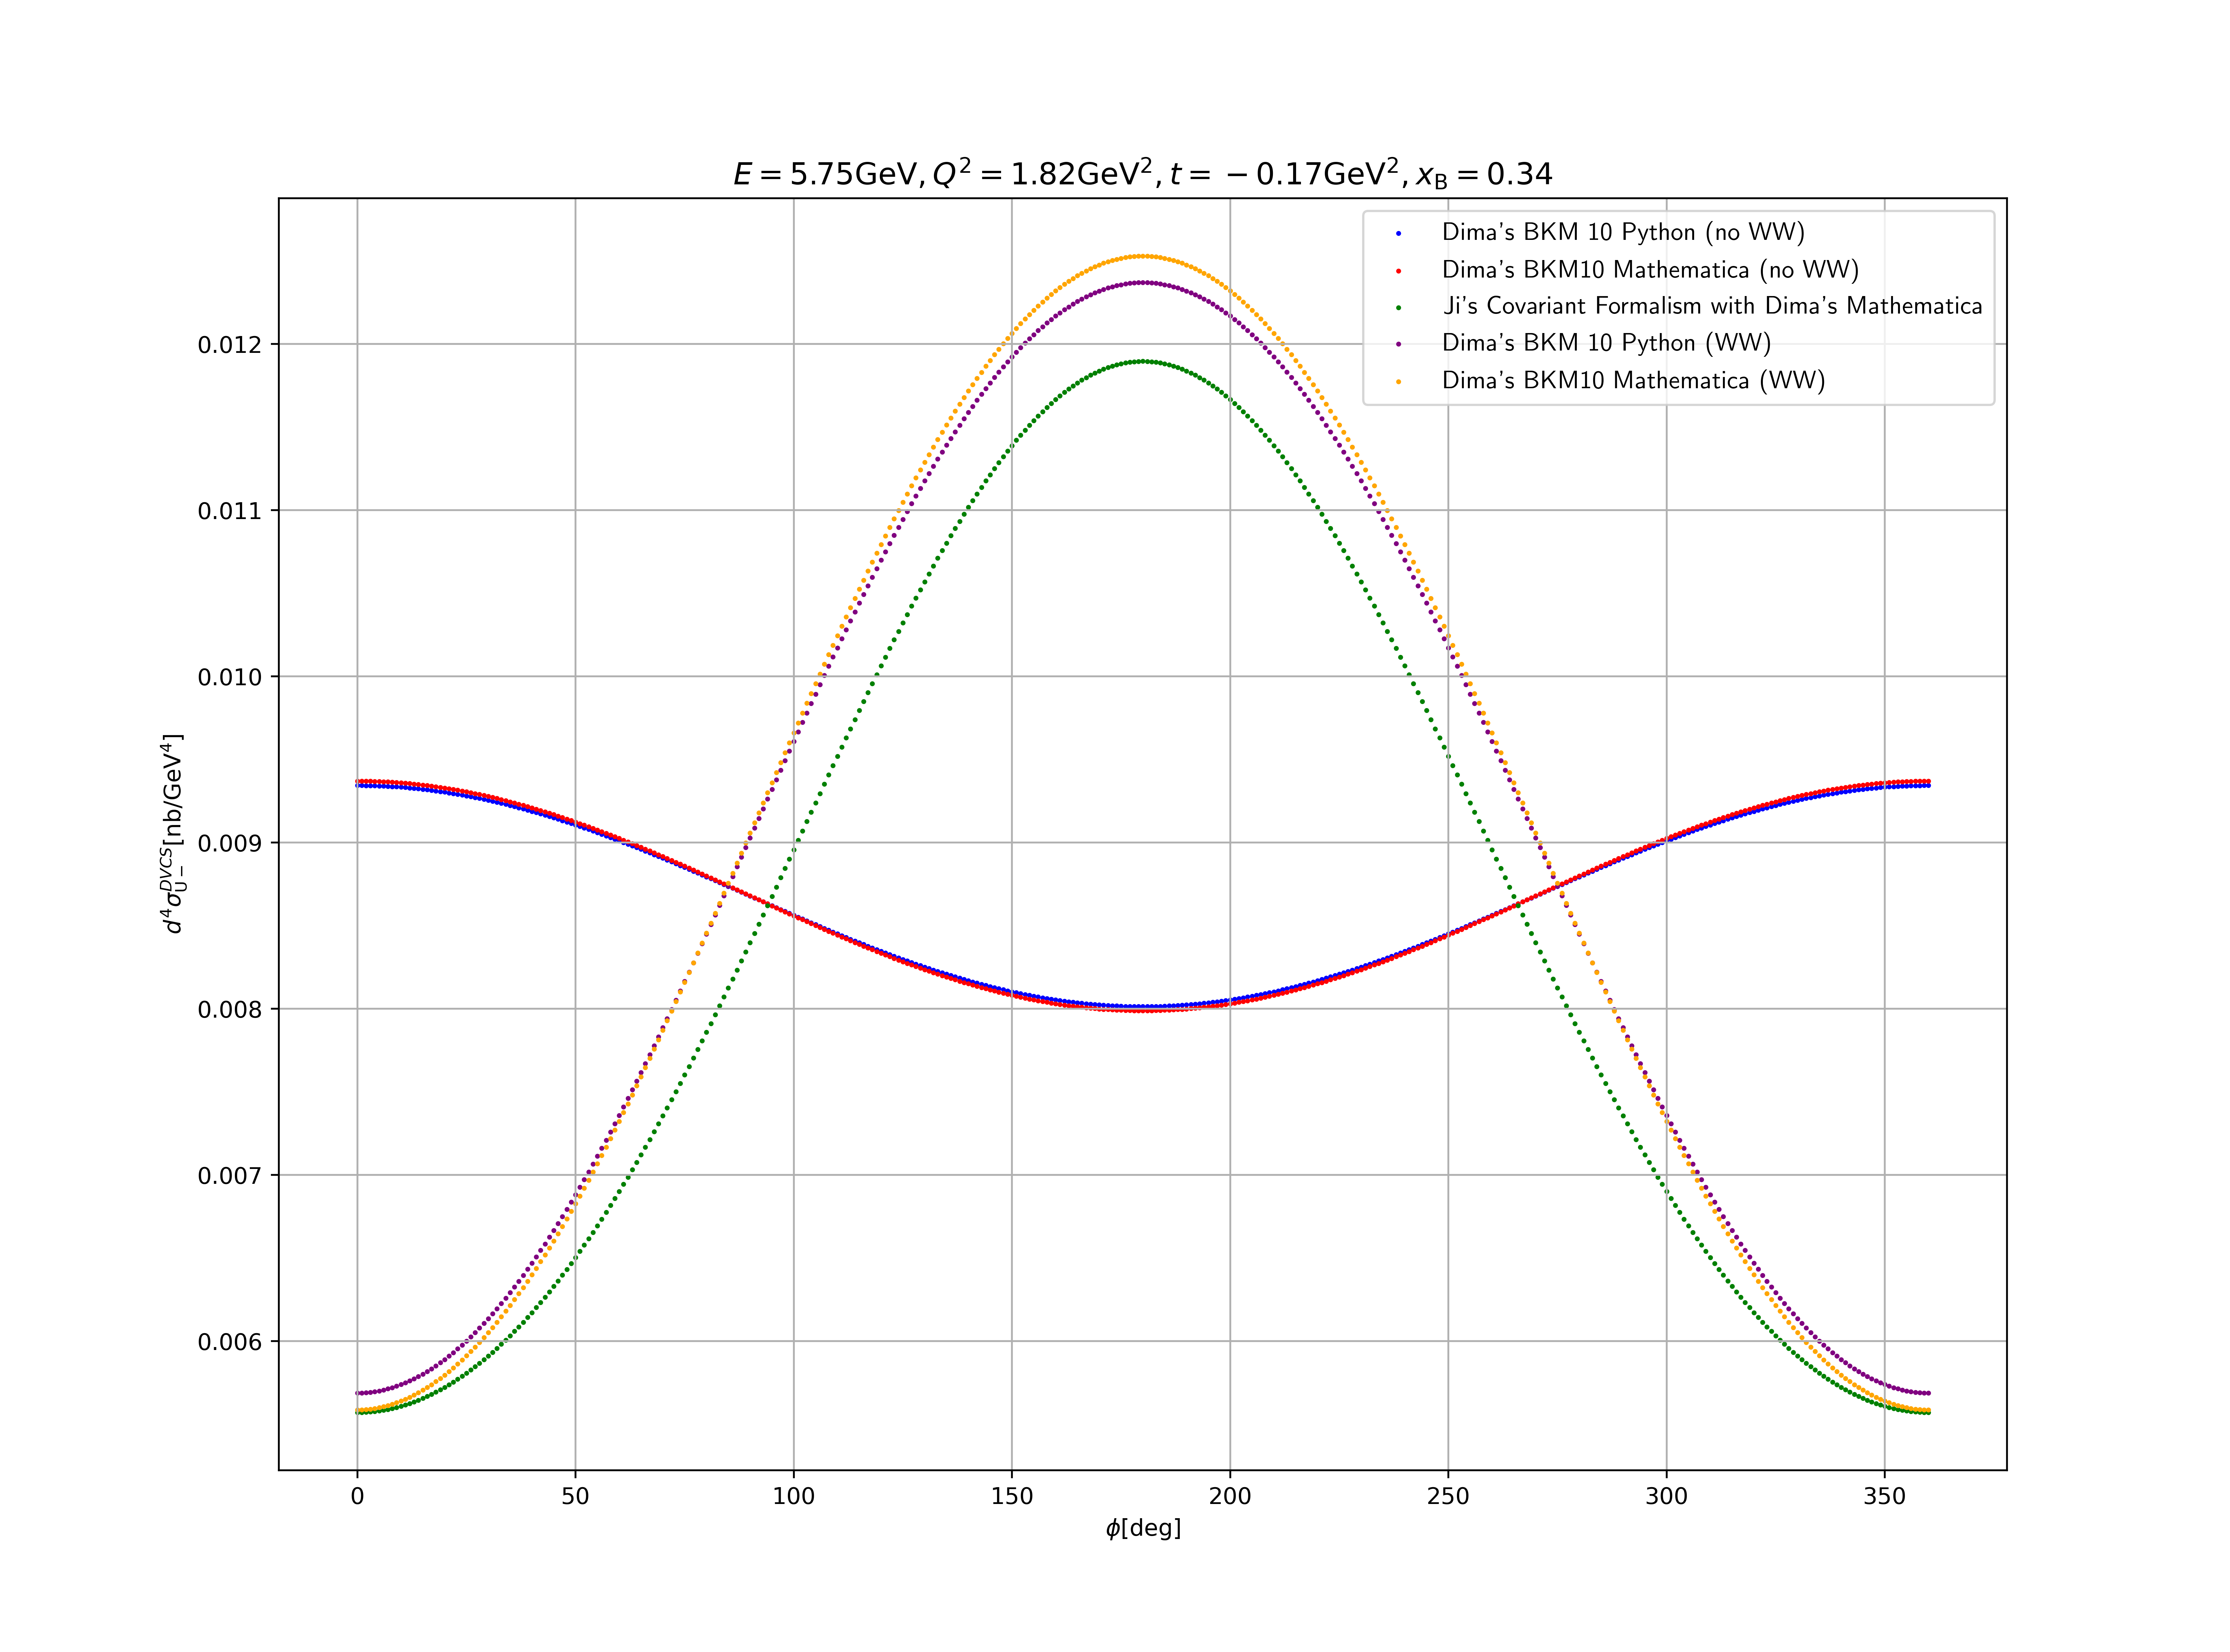 E = 5.75GeV, Q² = 1.82GeV², t = −0.17GeV², x_B = 0.34
Dima's BKM 10 Python (no WW)
Dima's BKM10 Mathematica (no WW)
Ji's Covariant Formalism with Dima's Mathematica
Dima's BKM 10 Python (WW)
Dima's BKM10 Mathematica (WW)
0.012
0.011
0.010
0.009
0.008
0.007
0.006
d⁴σ_{U−}^{DVCS}[nb/GeV⁴]
0 50 100 150 200 250 300 350
ϕ[deg]